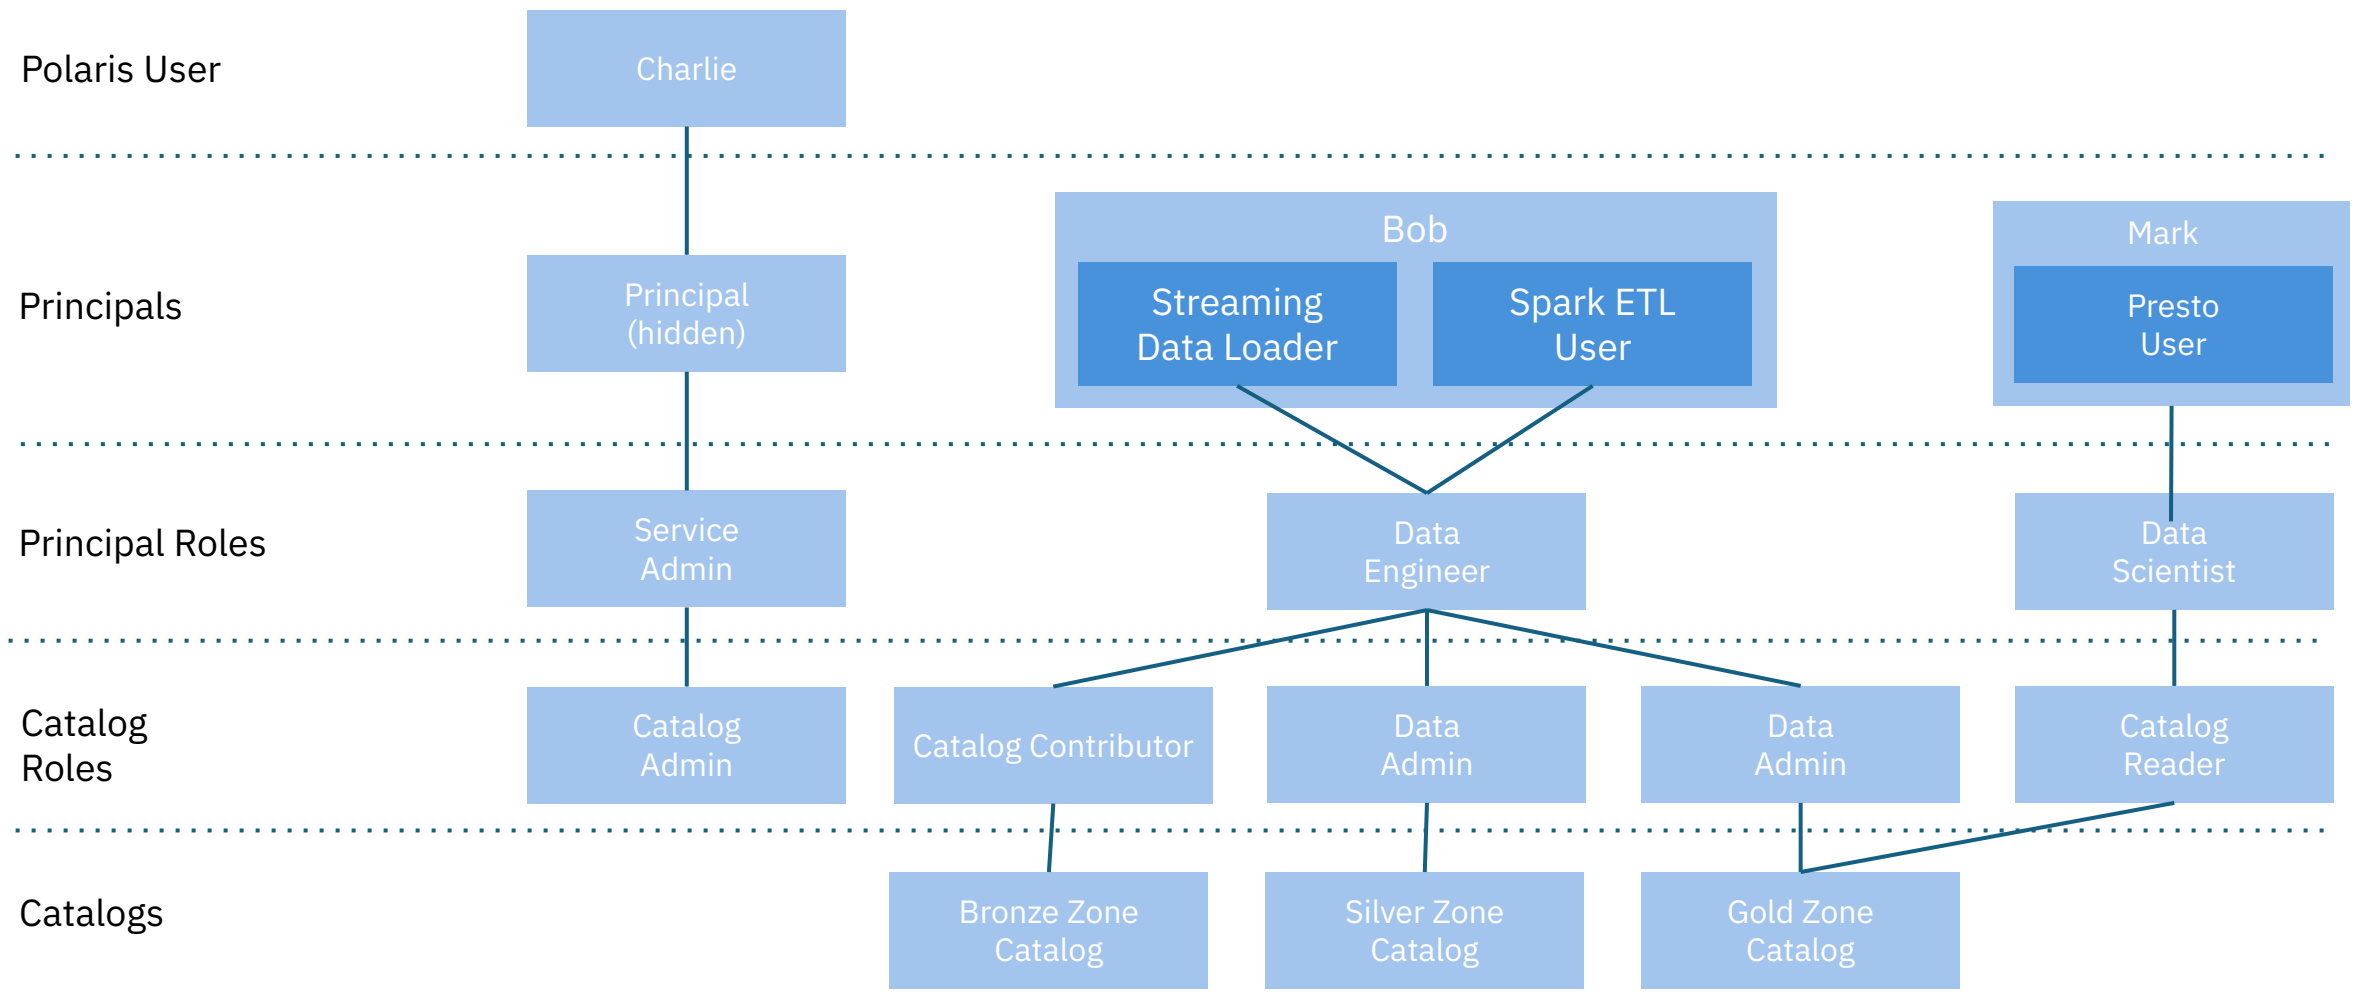 Polaris User
Charlie
Principals
Principal
(hidden)
Bob
Streaming
Data Loader
Spark ETL
User
Mark
Presto
User
Principal Roles
Service
Admin
Data
Engineer
Data
Scientist
Catalog
Roles
Catalog
Admin
Catalog Contributor
Data
Admin
Data
Admin
Catalog
Reader
Catalogs
Bronze Zone
Catalog
Silver Zone
Catalog
Gold Zone
Catalog